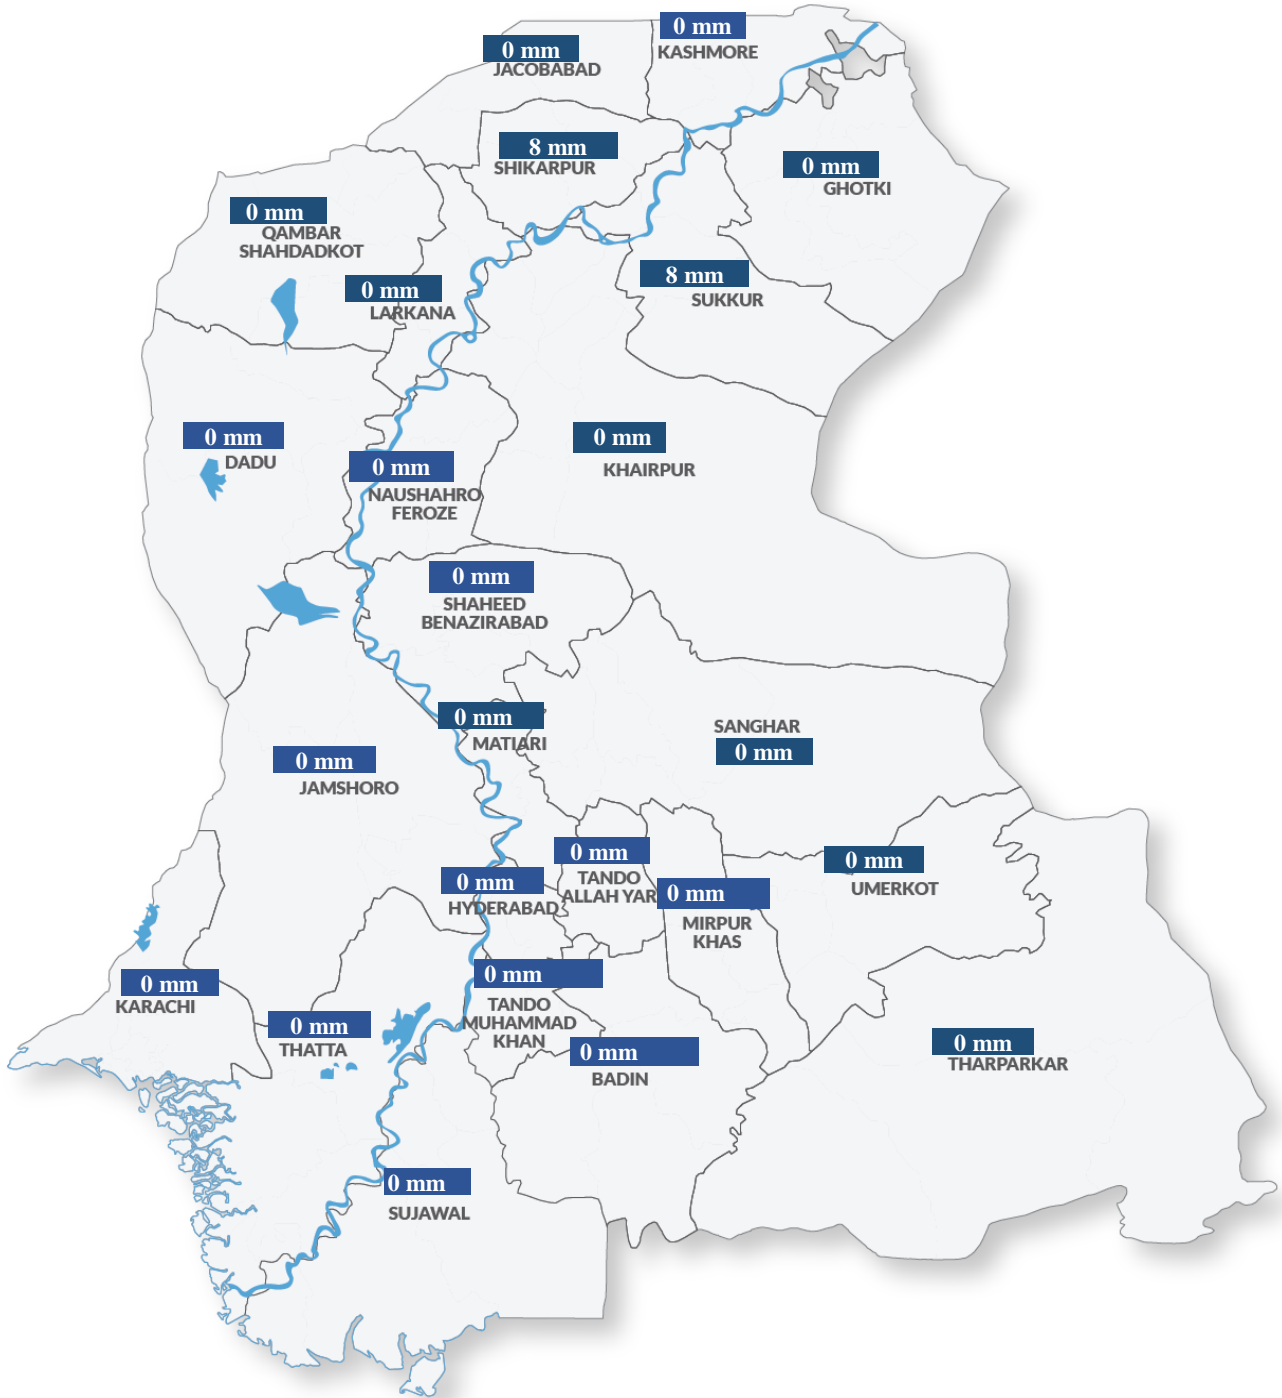 0 mm
KASHMORE
0 mm
JACOBABAD
8 mm
SHIKARPUR
0 mm
GHOTKI
0 mm
QAMBAR
SHAHDADKOT
0 mm
LARKANA
8 mm
SUKKUR
0 mm
DADU
0 mm
NAUSHAHRO
FEROZE
0 mm
KHAIRPUR
0 mm
SHAHEED
BENAZIRABAD
0 mm
MATIARI
SANGHAR
0 mm
0 mm
JAMSHORO
0 mm
TANDO
ALLAH YAR
0 mm
UMERKOT
0 mm
HYDERABAD
0 mm
MIRPUR
KHAS
0 mm
KARACHI
0 mm
TANDO
MUHAMMAD
KHAN
0 mm
THATTA
0 mm
BADIN
0 mm
THARPARKAR
0 mm
SUJAWAL